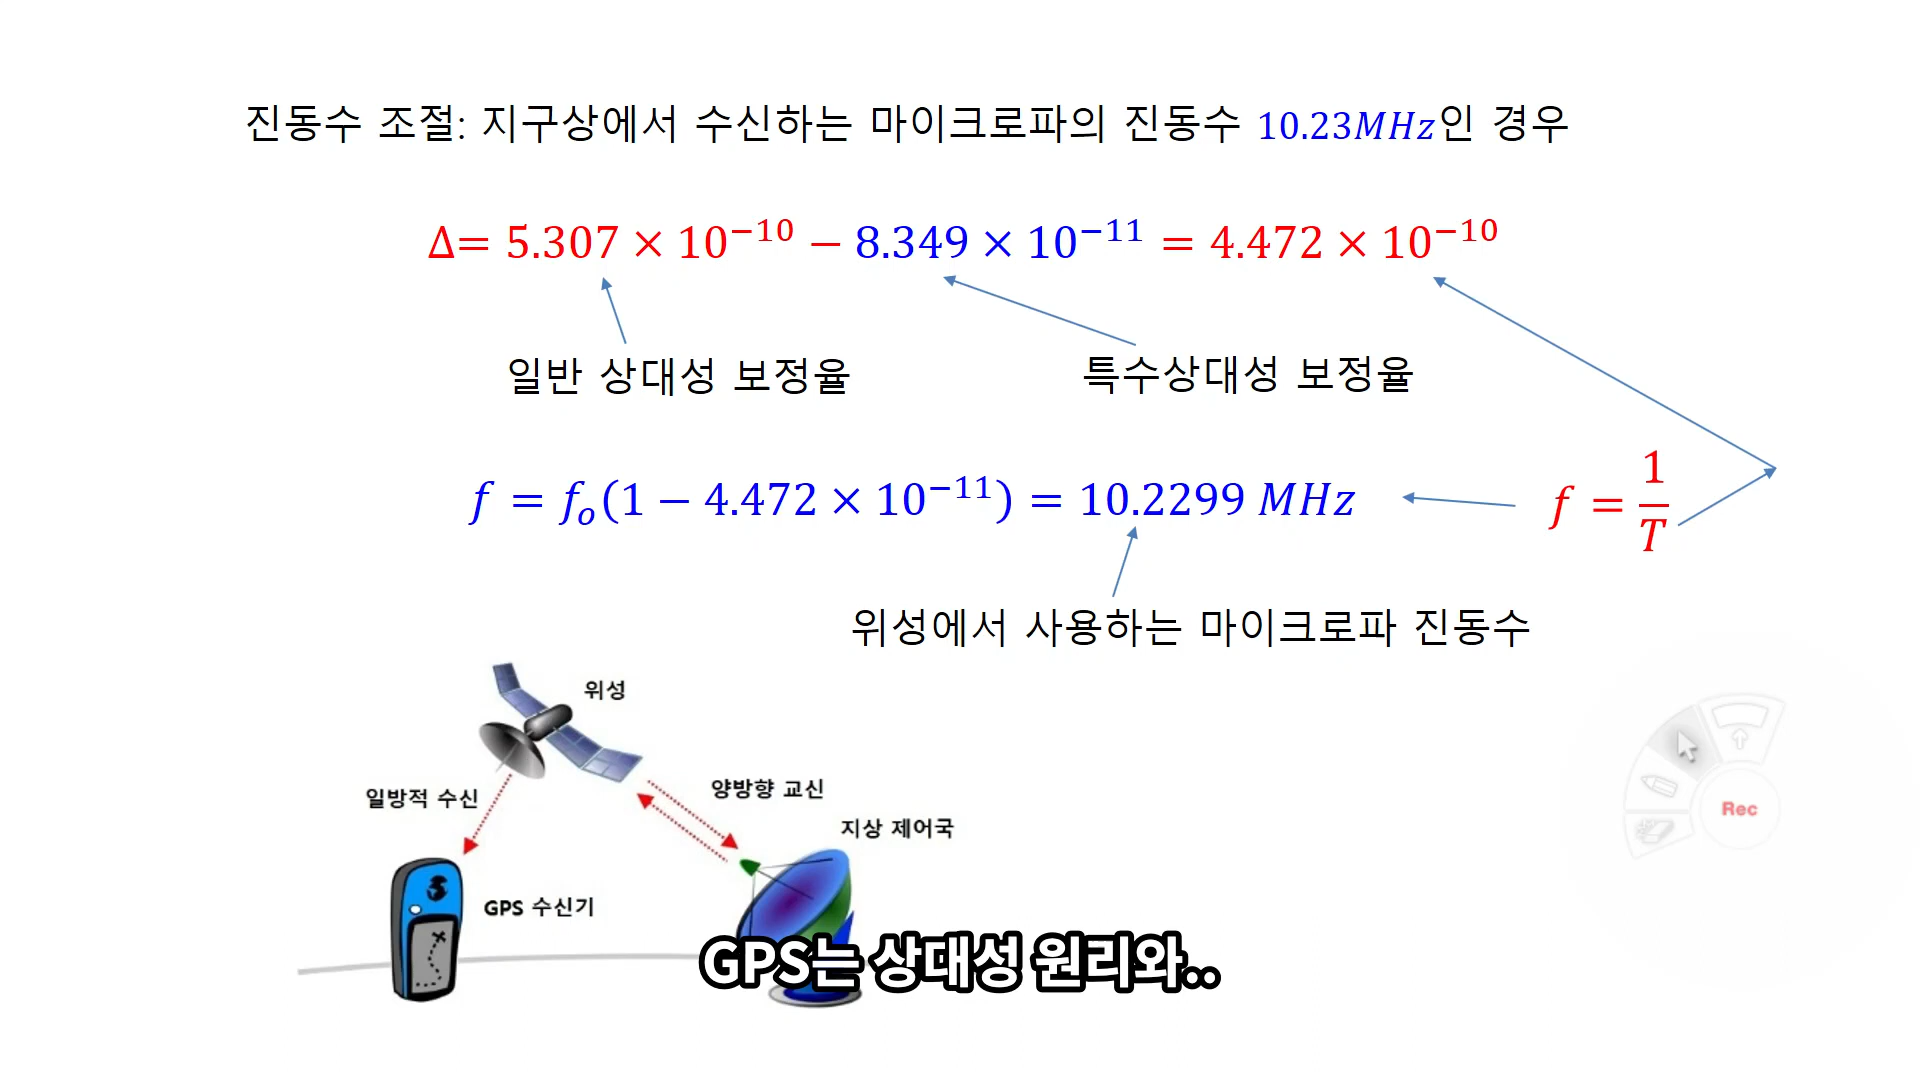 진동수 조절: 지구상에서 수신하는 마이크로파의 진동수 10.23MHz인 경우
Δ= 5.307 × 10⁻¹⁰ − 8.349 × 10⁻¹¹ = 4.472 × 10⁻¹⁰
일반 상대성 보정율
특수상대성 보정율
f = fₒ(1 − 4.472 × 10⁻¹¹) = 10.2299 MHz
f = 1/T
위성에서 사용하는 마이크로파 진동수
위성
일방적 수신
양방향 교신
지상 제어국
GPS 수신기
Rec
GPS는 상대성 원리와..